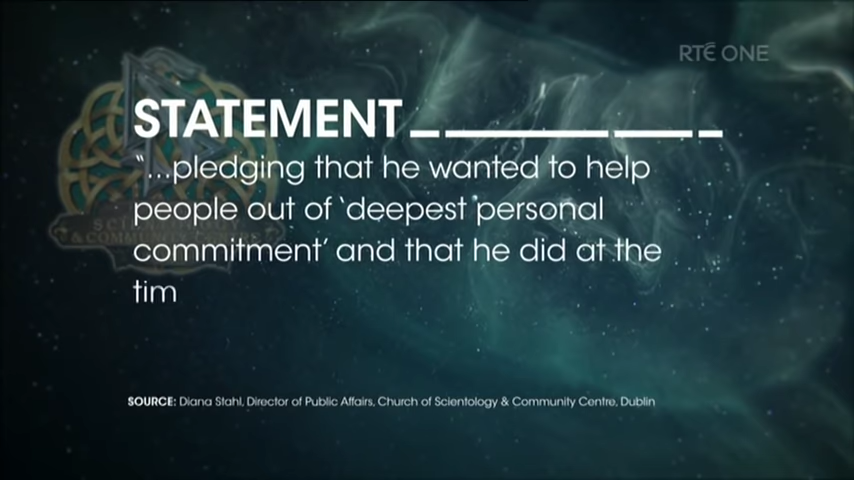 RTÉ ONE
STATEMENT
“...pledging that he wanted to help
people out of ‘deepest personal
commitment’ and that he did at the
tim
SOURCE: Diana Stahl, Director of Public Affairs, Church of Scientology & Community Centre, Dublin